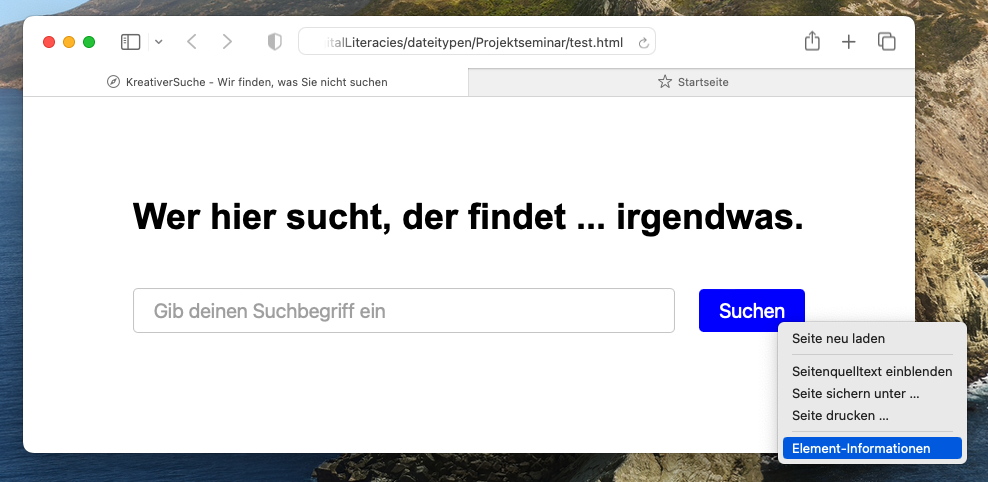 italLiteracies/dateitypen/Projektseminar/test.html
KreativerSuche - Wir finden, was Sie nicht suchen
Startseite
Wer hier sucht, der findet ... irgendwas.
Gib deinen Suchbegriff ein
Suchen
Seite neu laden
Seitenquelltext einblenden
Seite sichern unter ...
Seite drucken ...
Element-Informationen